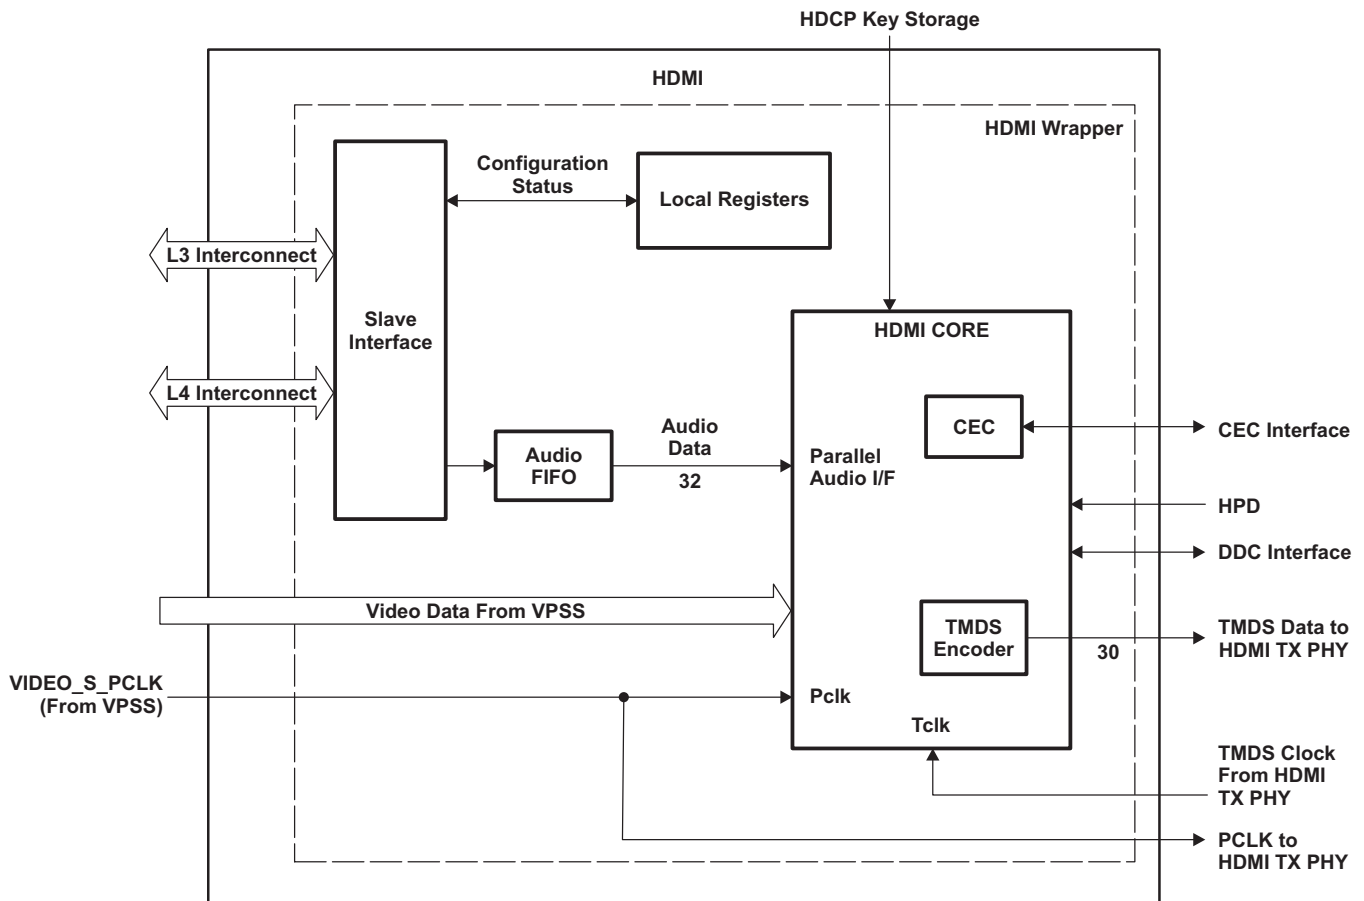 HDCP Key Storage
HDMI
HDMI Wrapper
Configuration
Status
Local Registers
L3 Interconnect
Slave
Interface
L4 Interconnect
HDMI CORE
CEC
CEC Interface
Audio
FIFO
Audio
Data
32
Parallel
Audio I/F
HPD
DDC Interface
Video Data From VPSS
TMDS
Encoder
30
TMDS Data to
HDMI TX PHY
VIDEO_S_PCLK
(From VPSS)
Pclk
Tclk
TMDS Clock
From HDMI
TX PHY
PCLK to
HDMI TX PHY